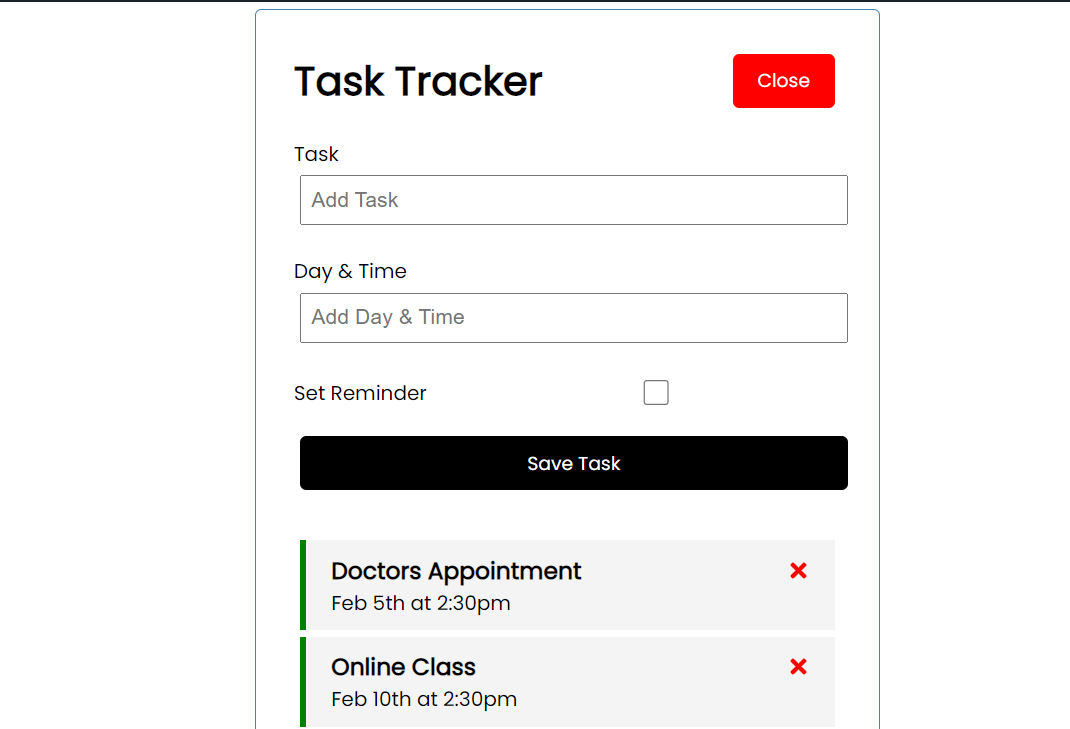 Task Tracker
Close
Task
Add Task
Day & Time
Add Day & Time
Set Reminder
Save Task
Doctors Appointment
Feb 5th at 2:30pm
Online Class
Feb 10th at 2:30pm